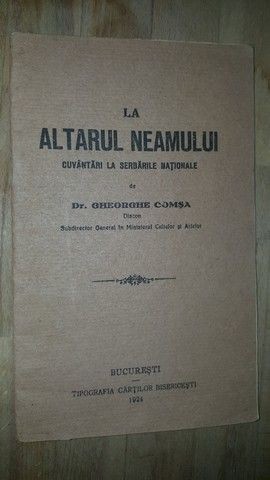 LA
ALTARUL NEAMULUI
CUVÂNTĂRI LA SERBĂRILE NAȚIONALE
de
Dr. GHEORGHE COMȘA
Diacon
Subdirector General în Ministerul Cultelor și Artelor
BUCUREȘTI
TIPOGRAFIA CĂRȚILOR BISERICEȘTI
1924